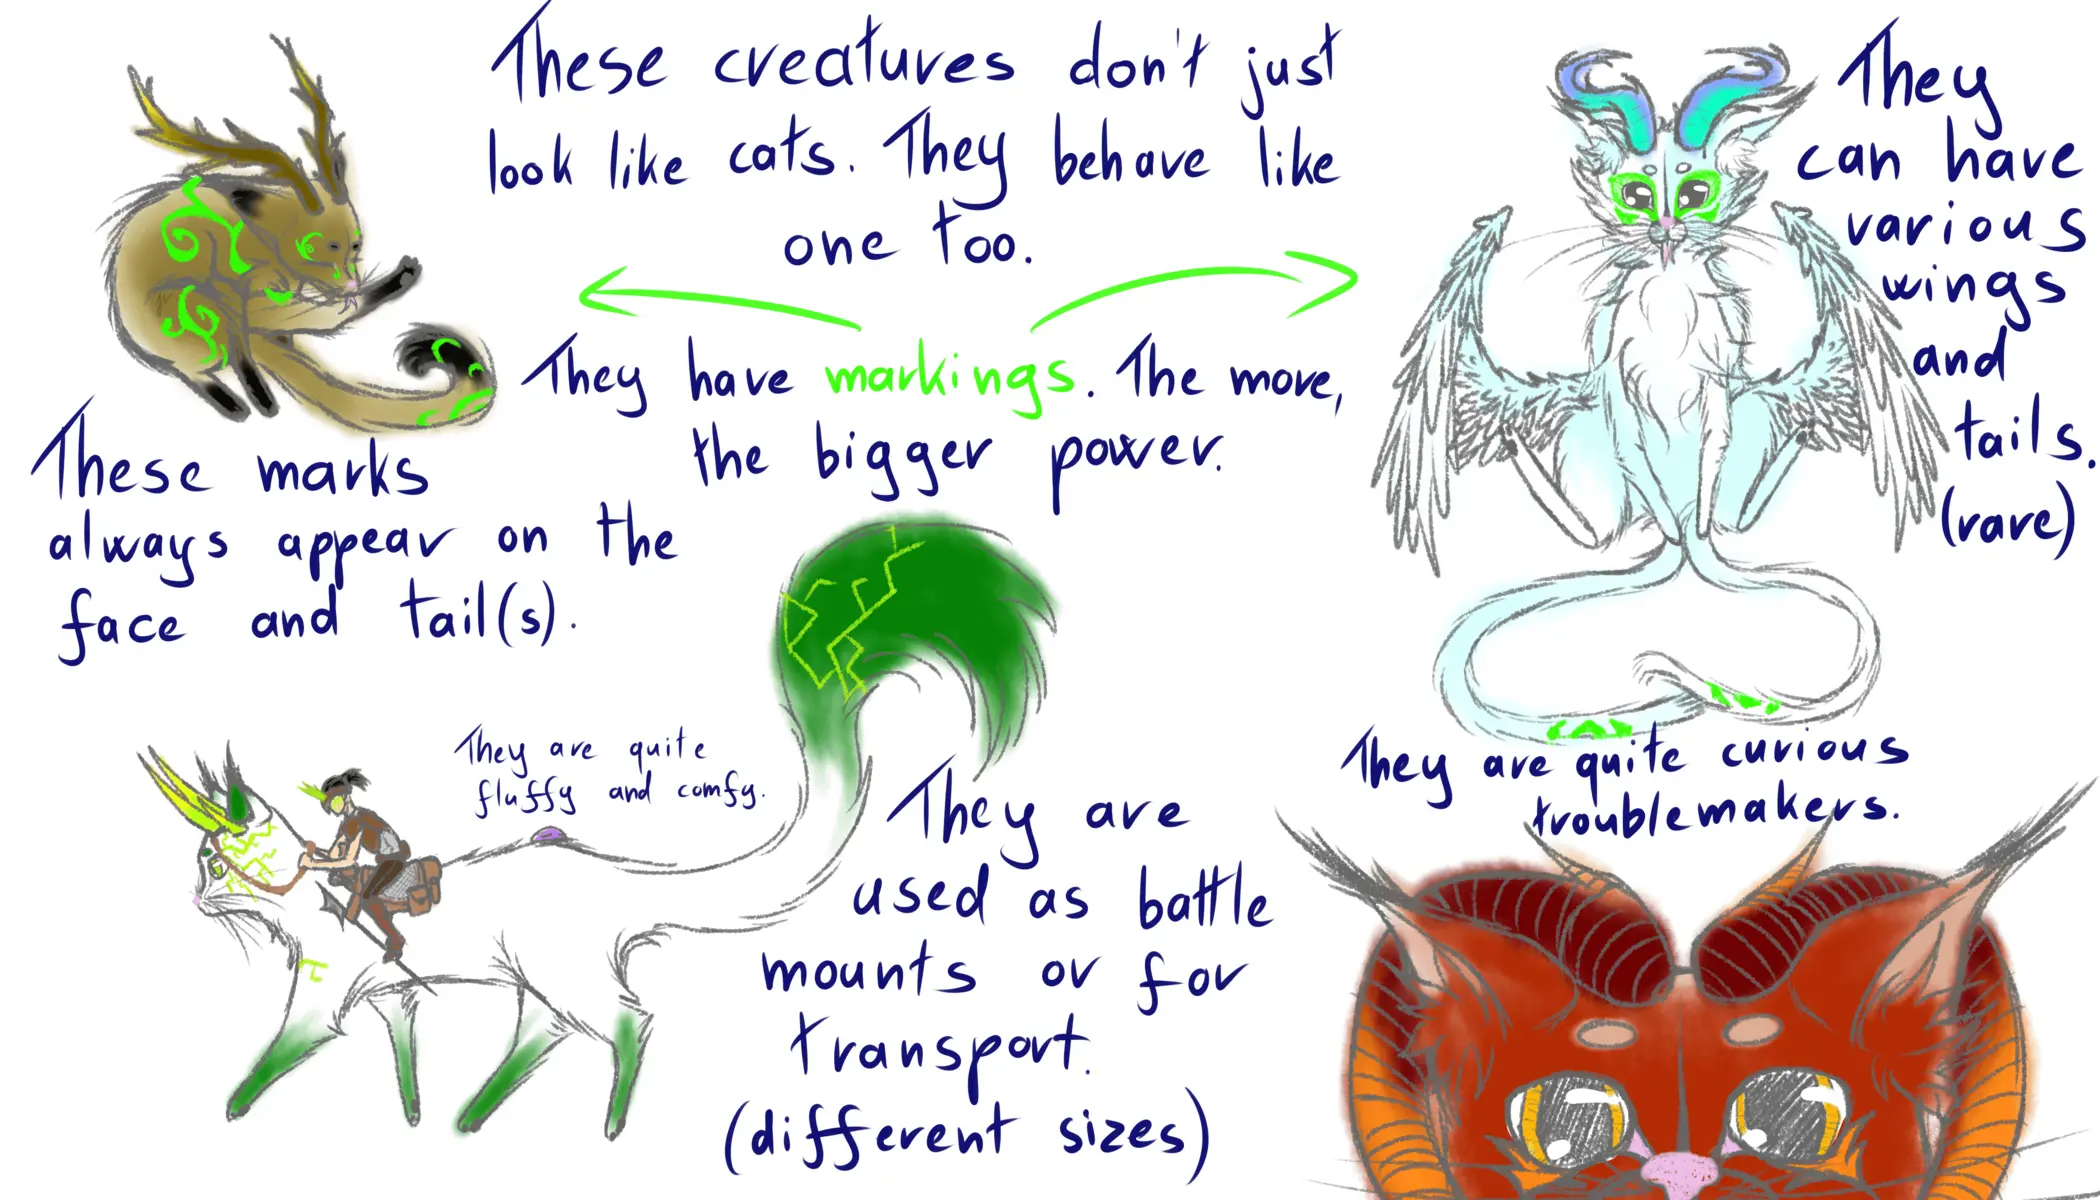 These creatures don't just
look like cats. They behave like
one too.
They have markings. The more,
the bigger power.
They
can have
various
wings
and
tails.
(rare)
These marks
always appear on the
face and tail(s).
They are quite
fluffy and comfy.
They are
used as battle
mounts or for
transport.
(different sizes)
They are quite curious
troublemakers.